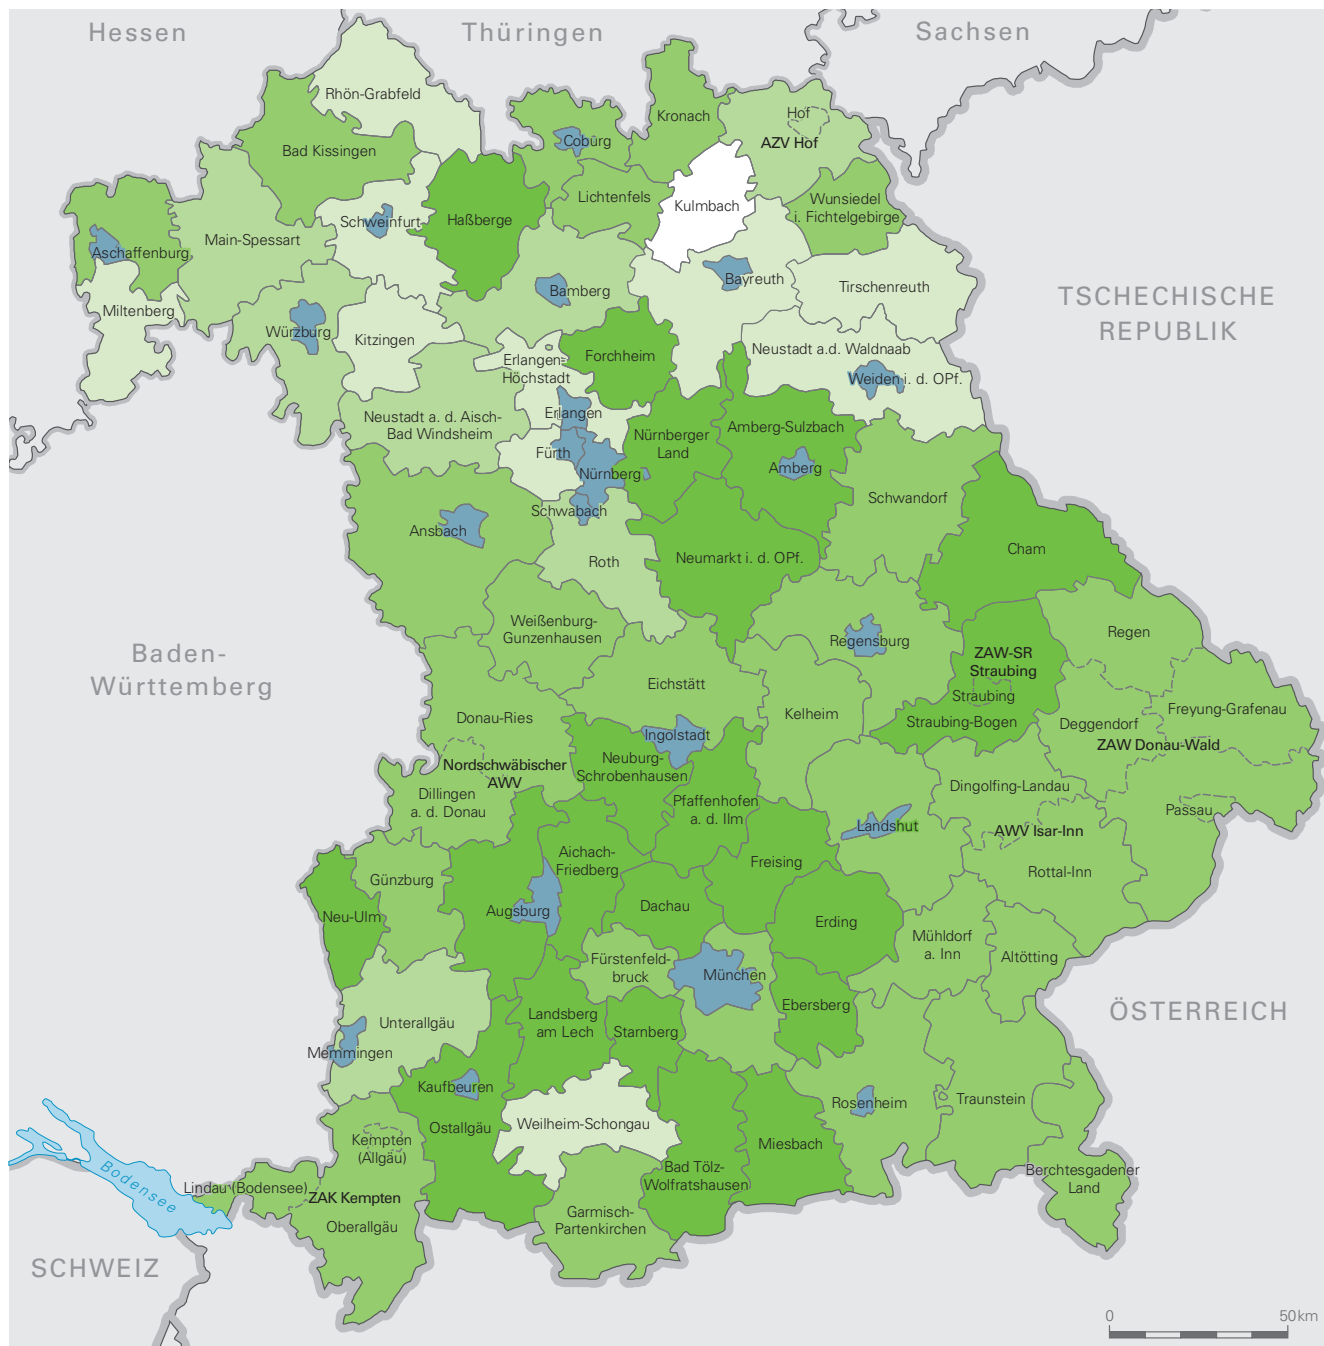 Hessen
Thüringen
Sachsen
Rhön-Grabfeld
Kronach
Hof
AZV Hof
Coburg
Bad Kissingen
Lichtenfels
Kulmbach
Wunsiedel
i. Fichtelgebirge
Schweinfurt
Haßberge
Main-Spessart
Aschaffenburg
Bayreuth
Tirschenreuth
Bamberg
Miltenberg
Würzburg
Kitzingen
TSCHECHISCHE
REPUBLIK
Forchheim
Erlangen-
Höchstadt
Neustadt a.d. Waldnaab
Weiden i. d. OPf.
Neustadt a. d. Aisch-
Bad Windsheim
Erlangen
Fürth
Nürnberg
Nürnberger
Land
Amberg-Sulzbach
Amberg
Schwandorf
Schwabach
Ansbach
Roth
Neumarkt i. d. OPf.
Cham
Weißenburg-
Gunzenhausen
Regensburg
Regen
Baden-
Württemberg
ZAW-SR
Straubing
Straubing
Straubing-Bogen
Eichstätt
Kelheim
Donau-Ries
Deggendorf
Freyung-Grafenau
ZAW Donau-Wald
Ingolstadt
Neuburg-
Schrobenhausen
Nordschwäbischer
AWV
Dillingen
a. d. Donau
Pfaffenhofen
a. d. Ilm
Dingolfing-Landau
Passau
Landshut
AWV Isar-Inn
Rottal-Inn
Aichach-
Friedberg
Freising
Günzburg
Neu-Ulm
Augsburg
Dachau
Erding
Mühldorf
a. Inn
Altötting
Fürstenfeld-
bruck
München
Ebersberg
Landsberg
am Lech
Starnberg
Unterallgäu
Memmingen
ÖSTERREICH
Kaufbeuren
Ostallgäu
Weilheim-Schongau
Rosenheim
Traunstein
Miesbach
Kempten
(Allgäu)
Bad Tölz-
Wolfratshausen
Berchtesgadener
Land
Bodensee
Lindau (Bodensee)
ZAK Kempten
Oberallgäu
Garmisch-
Partenkirchen
SCHWEIZ
0 50 km